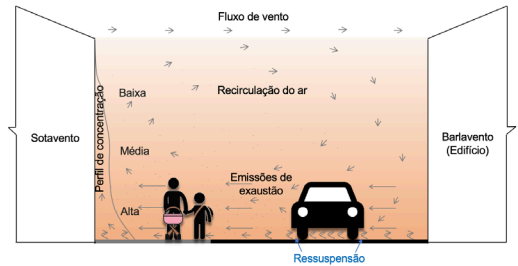 Fluxo de vento
Baixa
Recirculação do ar
Perfil de concentração
Sotavento
Barlavento
(Edifício)
Média
Emissões de
exaustão
Alta
Ressuspensão